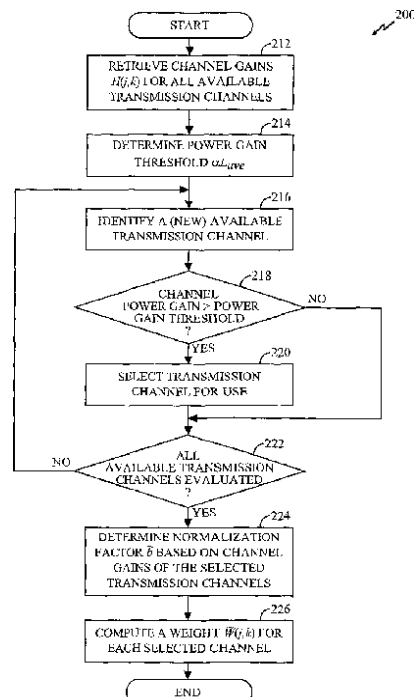 START
200
212
RETRIEVE CHANNEL GAINS
H(j,k) FOR ALL AVAILABLE
TRANSMISSION CHANNELS
214
DETERMINE POWER GAIN
THRESHOLD αLave
216
IDENTIFY A (NEW) AVAILABLE
TRANSMISSION CHANNEL
218
CHANNEL
POWER GAIN > POWER
GAIN THRESHOLD
?
NO
YES
220
SELECT TRANSMISSION
CHANNEL FOR USE
222
ALL
AVAILABLE TRANSMISSION
CHANNELS EVALUATED
?
NO
YES
224
DETERMINE NORMALIZATION
FACTOR b̃ BASED ON CHANNEL
GAINS OF THE SELECTED
TRANSMISSION CHANNELS
226
COMPUTE A WEIGHT W̃(j,k) FOR
EACH SELECTED CHANNEL
END